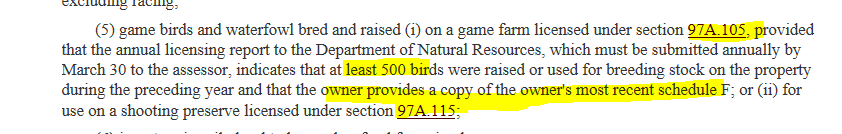 excluding racing;
(5) game birds and waterfowl bred and raised (i) on a game farm licensed under section 97A.105, provided
that the annual licensing report to the Department of Natural Resources, which must be submitted annually by
March 30 to the assessor, indicates that at least 500 birds were raised or used for breeding stock on the property
during the preceding year and that the owner provides a copy of the owner's most recent schedule F; or (ii) for
use on a shooting preserve licensed under section 97A.115;